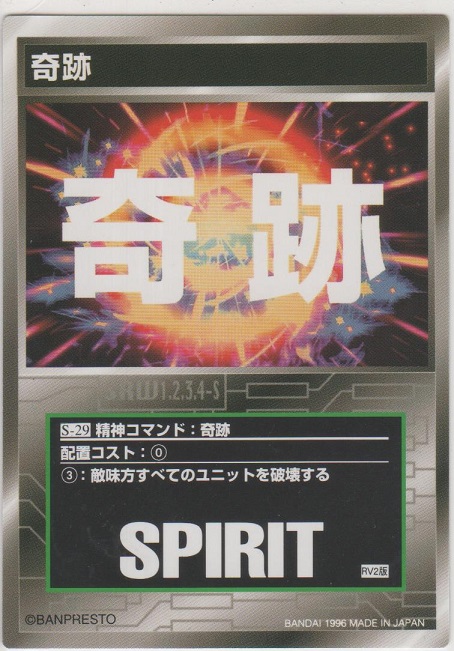 奇跡
奇跡
SRW1,2,3,4-S
S-29 精神コマンド：奇跡
配置コスト：⓪
③：敵味方すべてのユニットを破壊する
SPIRIT
RV2版
©BANPRESTO
BANDAI 1996 MADE IN JAPAN